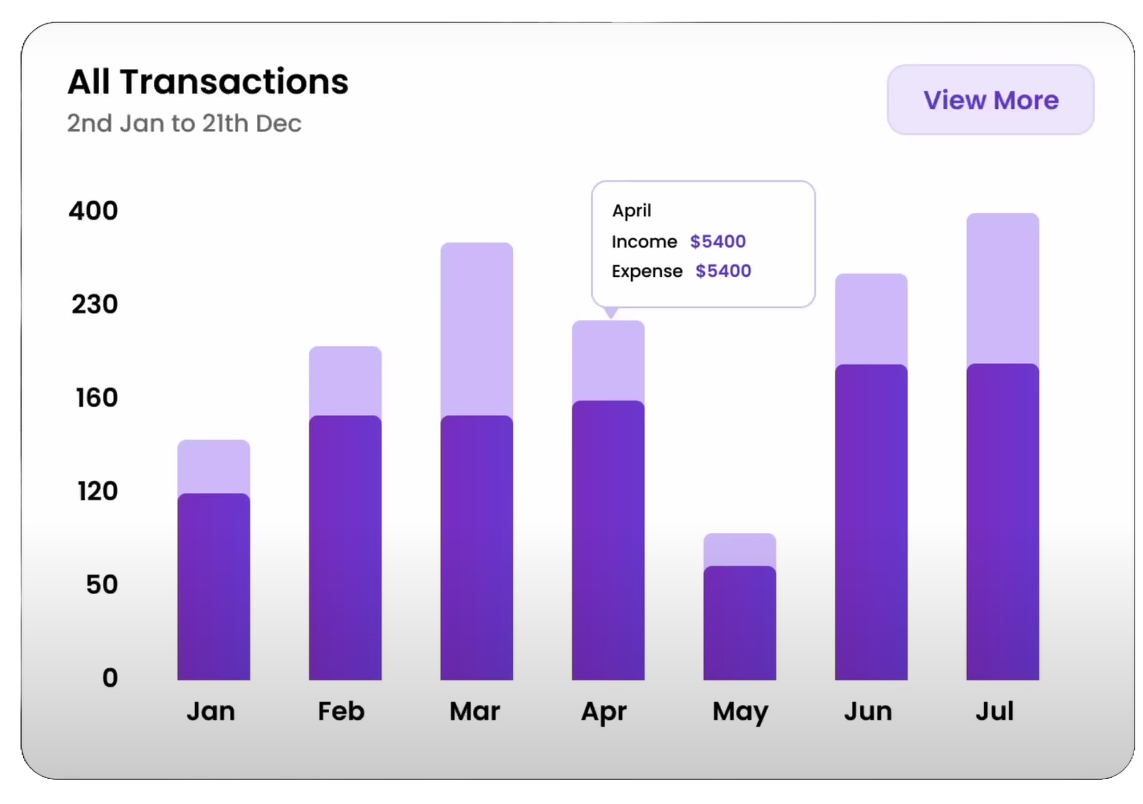 All Transactions
2nd Jan to 21th Dec
View More
400
230
160
120
50
0
April
Income $5400
Expense $5400
Jan Feb Mar Apr May Jun Jul